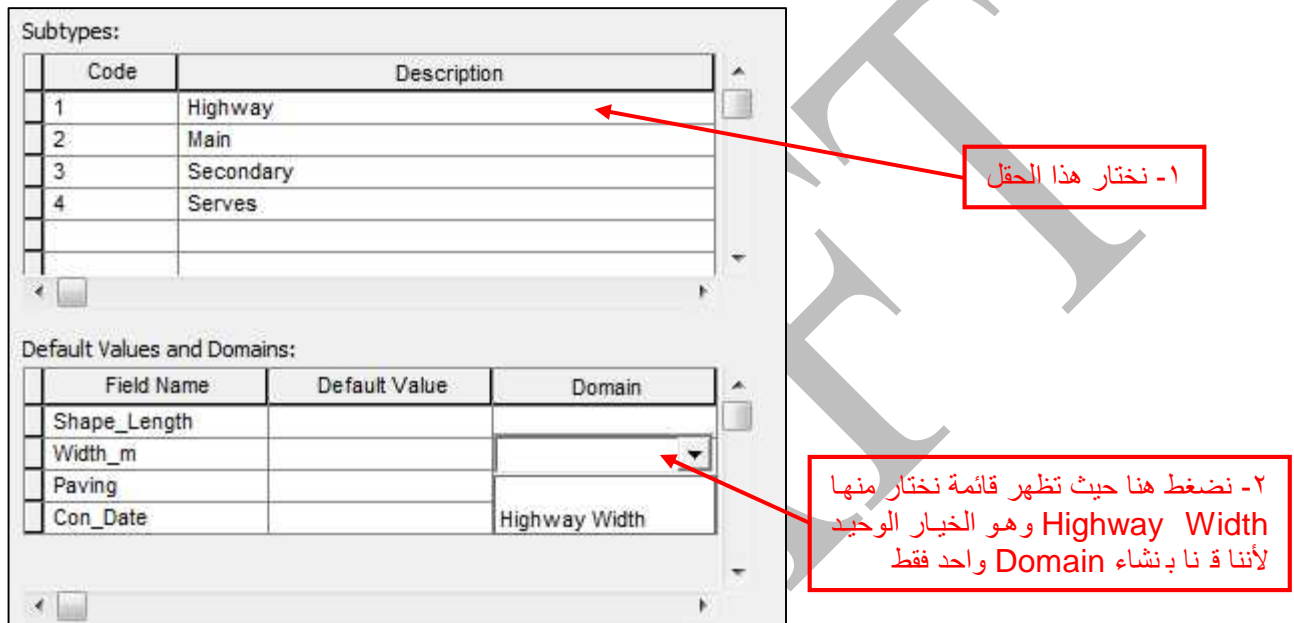 Subtypes:
Code Description
1 Highway
2 Main
3 Secondary
4 Serves
١- نختار هذا الحقل
Default Values and Domains:
Field Name Default Value Domain
Shape_Length
Width_m
Paving
Con_Date Highway Width
٢- نضغط هنا حيث تظهر قائمة نختار منها
Highway Width وهو الخيار الوحيد
لأننا ق نا ب نشاء Domain واحد فقط